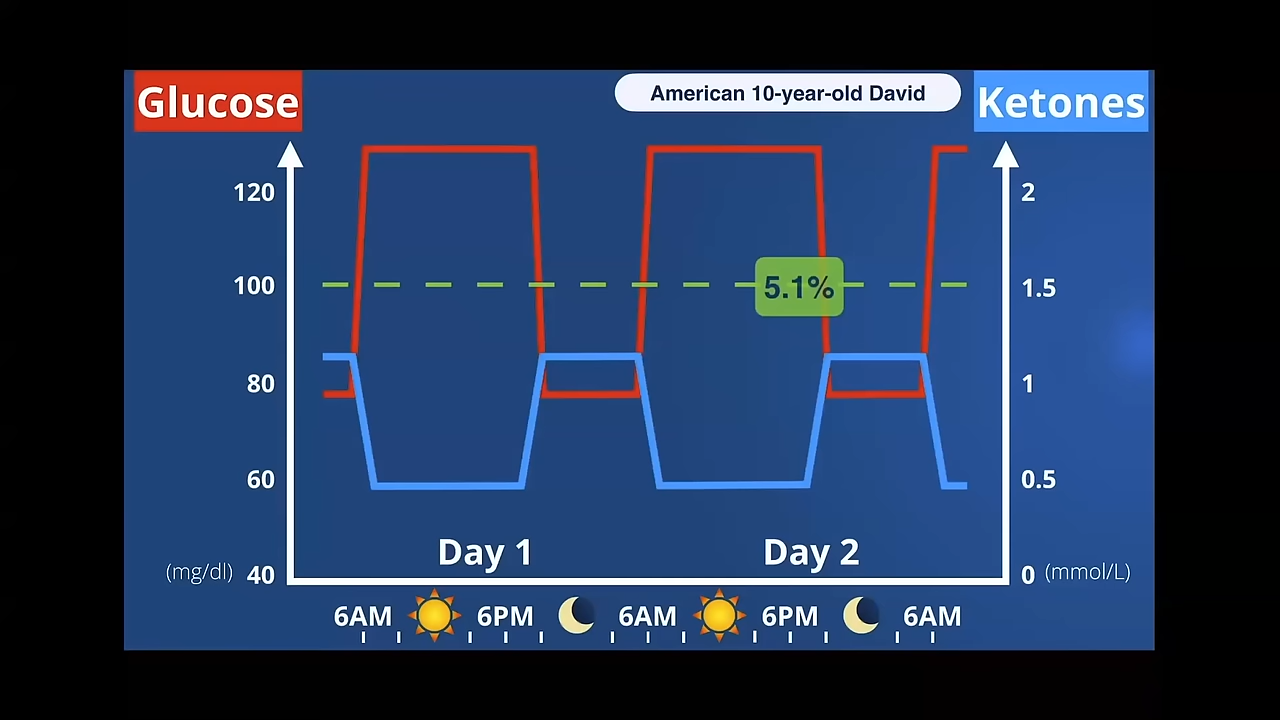 Glucose
American 10-year-old David
Ketones
120
2
100
5.1%
1.5
80
1
60
0.5
Day 1
Day 2
(mg/dl) 40
0 (mmol/L)
6AM 6PM 6AM 6PM 6AM